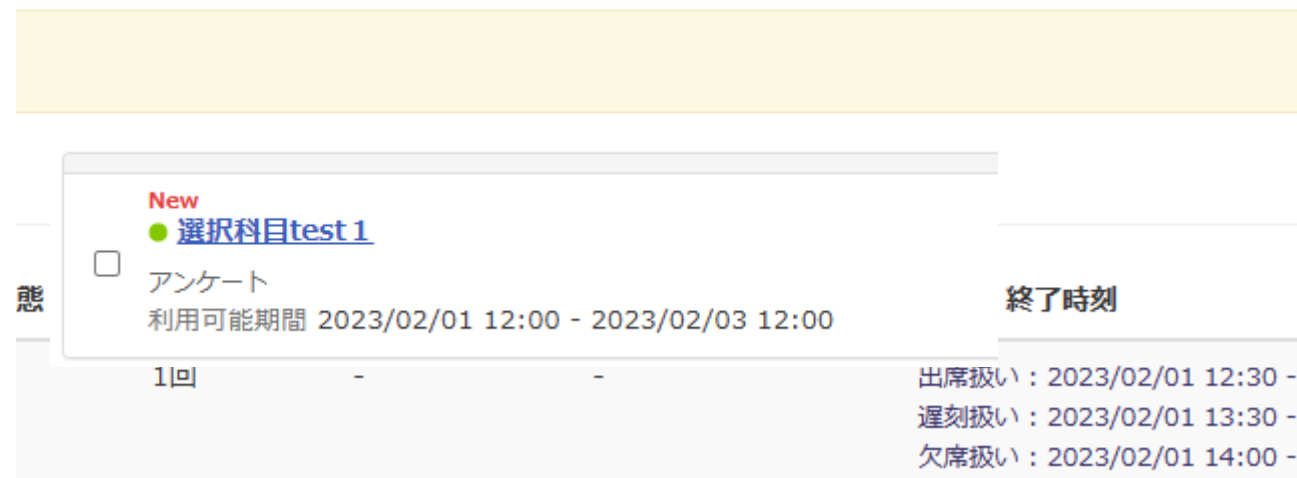 New
選択科目test１
アンケート
利用可能期間 2023/02/01 12:00 - 2023/02/03 12:00
態
終了時刻
1回 - - 出席扱い：2023/02/01 12:30 -
遅刻扱い：2023/02/01 13:30 -
欠席扱い：2023/02/01 14:00 -